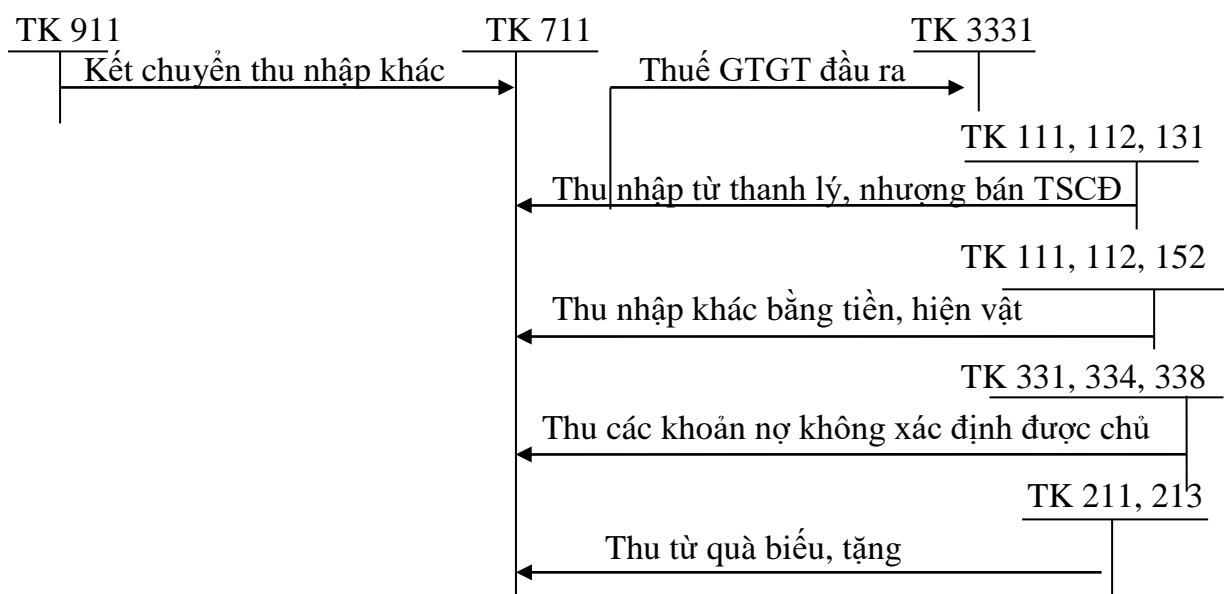 TK 911
TK 711
TK 3331
Kết chuyển thu nhập khác
Thuế GTGT đầu ra
TK 111, 112, 131
Thu nhập từ thanh lý, nhượng bán TSCĐ
TK 111, 112, 152
Thu nhập khác bằng tiền, hiện vật
TK 331, 334, 338
Thu các khoản nợ không xác định được chủ
TK 211, 213
Thu từ quà biếu, tặng